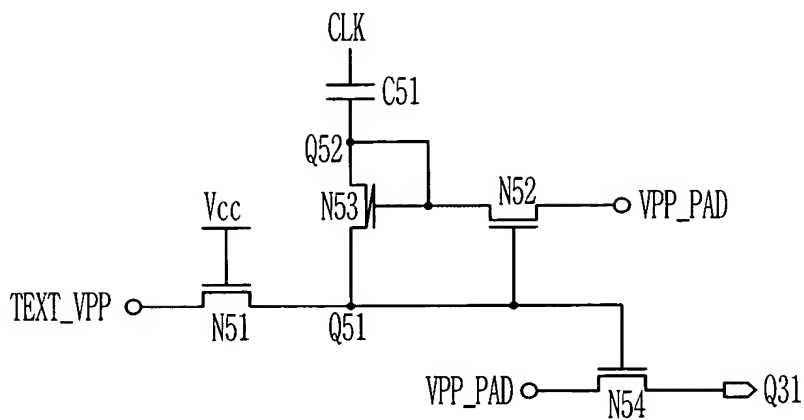 CLK
C51
Q52
N52
N53
VPP_PAD
Vcc
TEXT_VPP
N51
Q51
VPP_PAD
N54
Q31